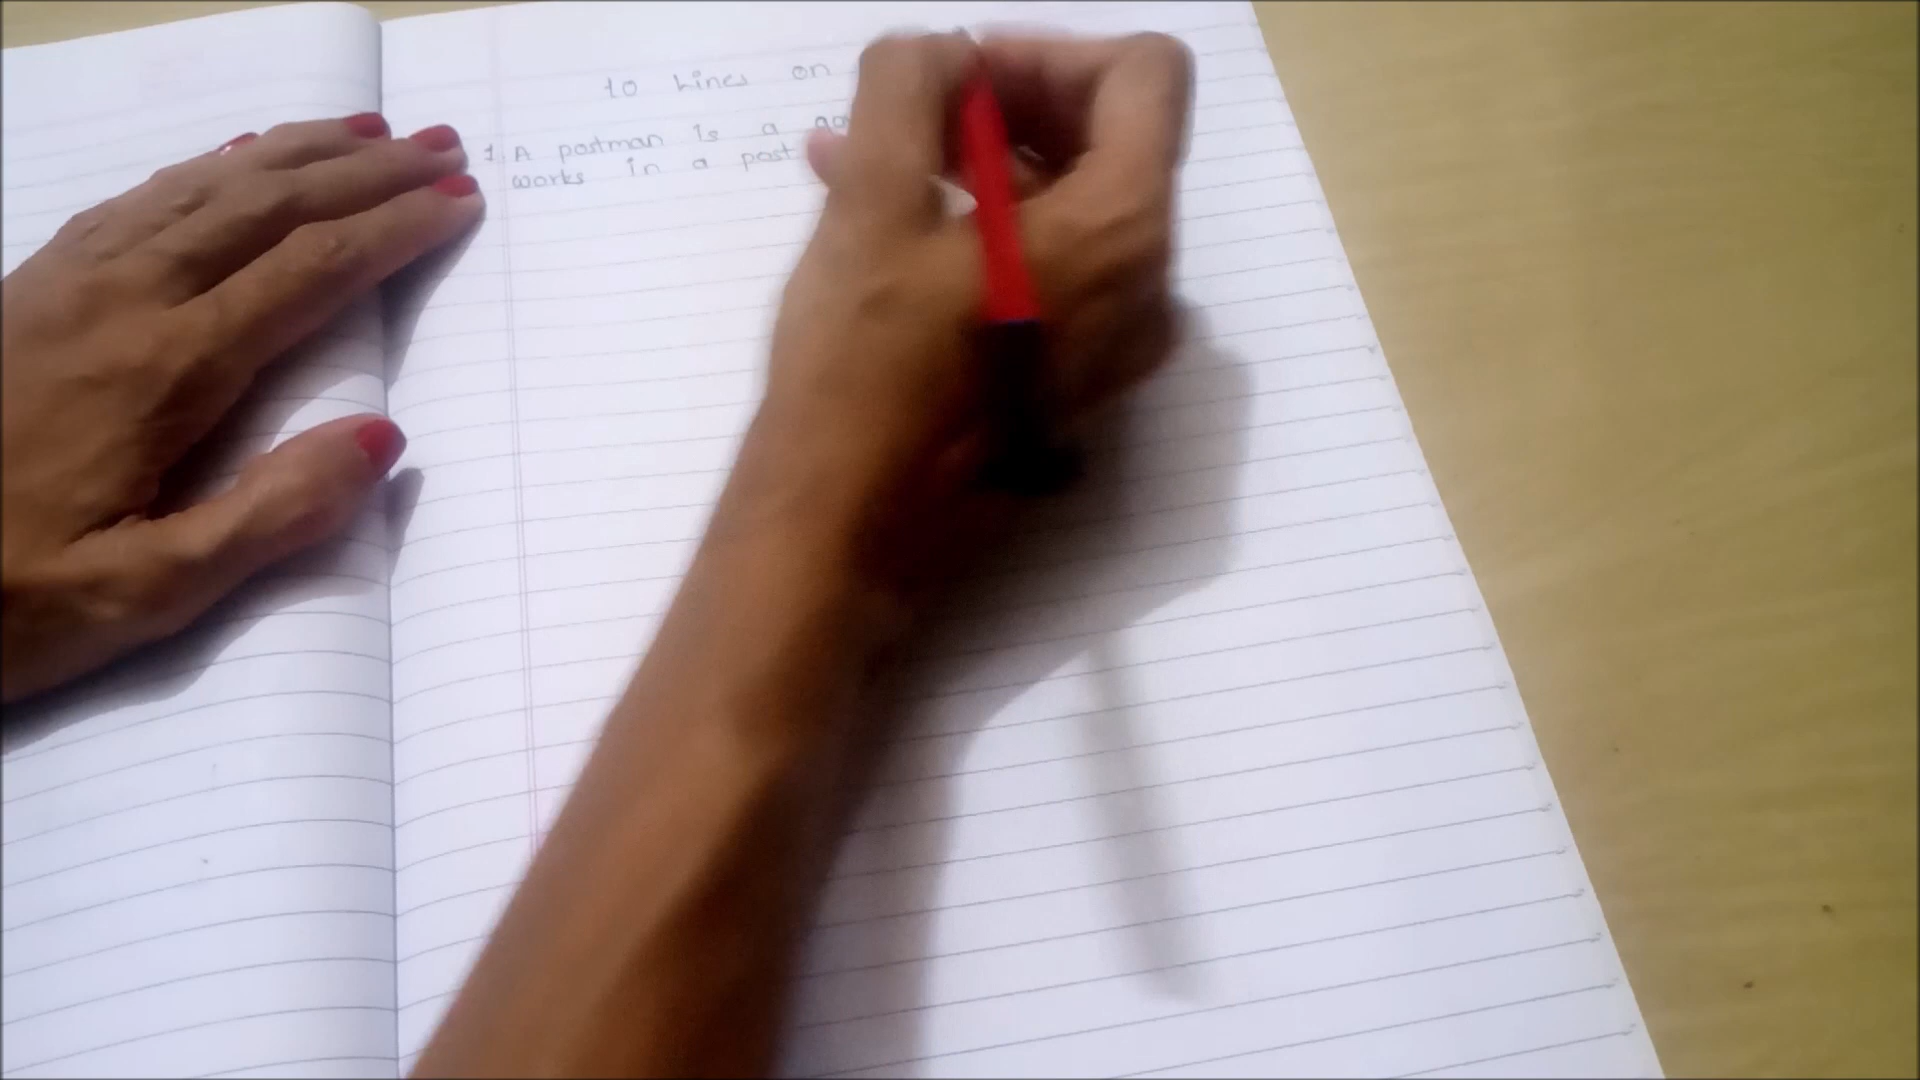 10 Lines on
1. A postman is a
works in a post